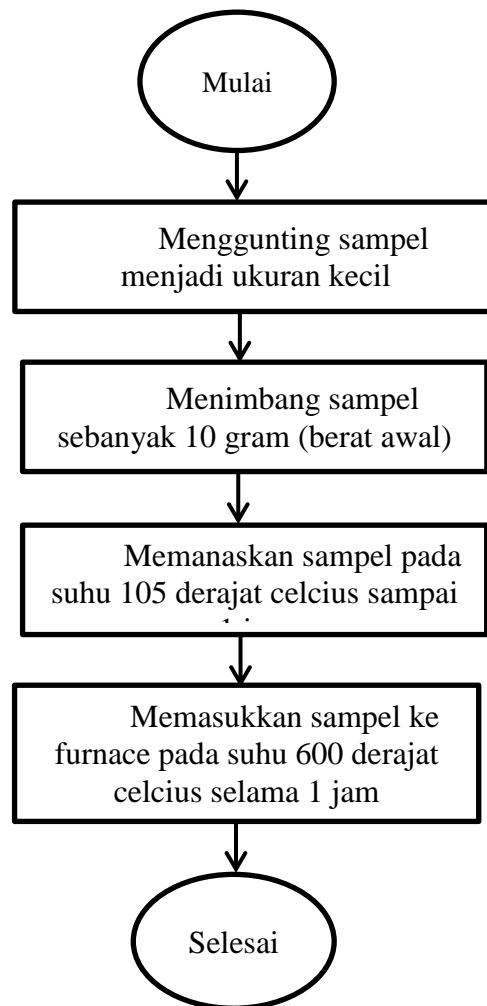 Mulai
Menggunting sampel
menjadi ukuran kecil
Menimbang sampel
sebanyak 10 gram (berat awal)
Memanaskan sampel pada
suhu 105 derajat celcius sampai
Memasukkan sampel ke
furnace pada suhu 600 derajat
celcius selama 1 jam
Selesai